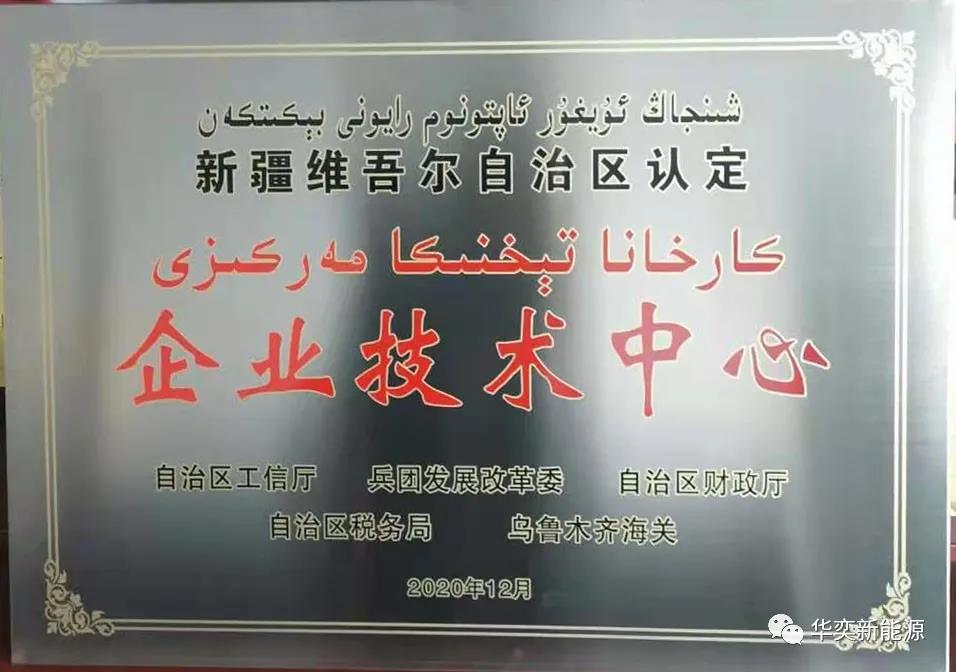 شىنجاڭ ئۇيغۇر ئاپتونوم رايونى بېكىتكەن
新疆维吾尔自治区认定
كارخانا تېخنىكا مەركىزى
企业技术中心
自治区工信厅 兵团发展改革委 自治区财政厅
自治区税务局 乌鲁木齐海关
2020年12月
华奕新能源